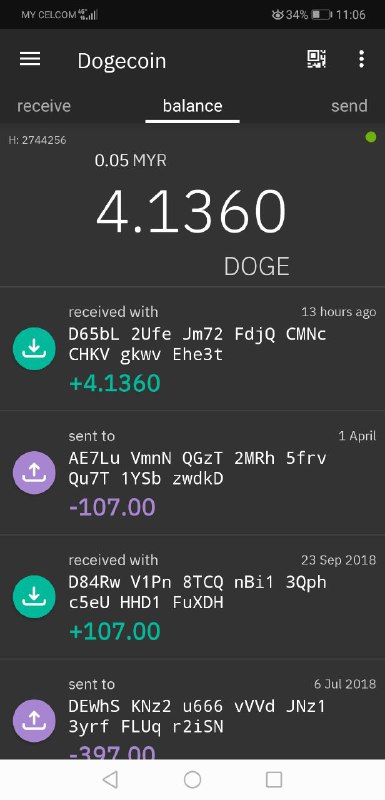 MY CELCOM 4G 34% 11:06
Dogecoin
receive balance send
H: 2744256
0.05 MYR
4.1360
DOGE
received with 13 hours ago
D65bL 2Ufe Jm72 FdjQ CMNc
CHKV gkwv Ehe3t
+4.1360
sent to 1 April
AE7Lu VmnN QGzT 2MRh 5frv
Qu7T 1YSb zwdkD
-107.00
received with 23 Sep 2018
D84Rw V1Pn 8TCQ nBi1 3Qph
c5eU HHD1 FuXDH
+107.00
sent to 6 Jul 2018
DEWhS KNz2 u666 vVVd JNz1
3yrf FLUq r2iSN
-397.00